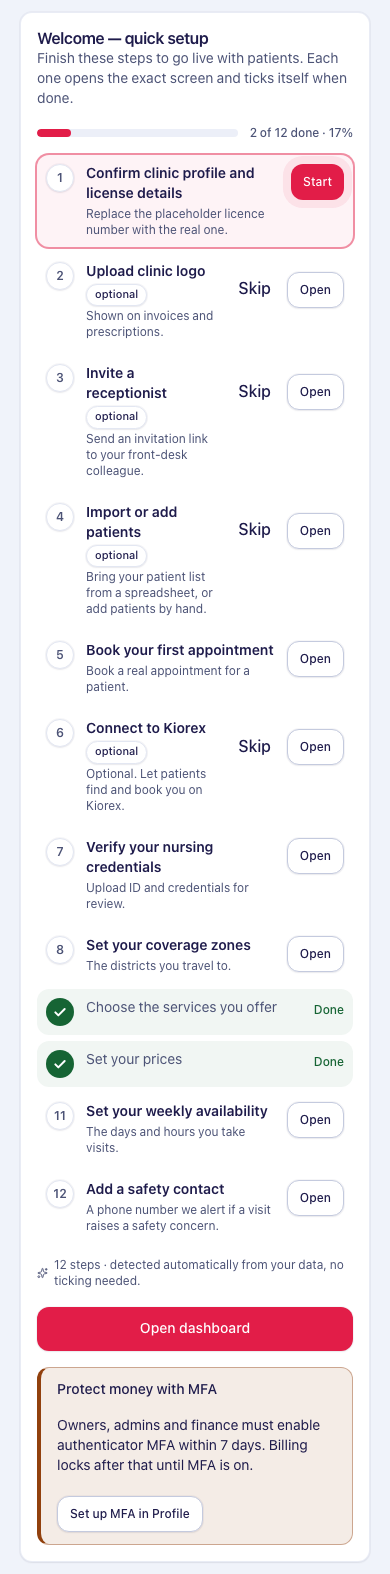 Welcome — quick setup
Finish these steps to go live with patients. Each
one opens the exact screen and ticks itself when
done.
2 of 12 done · 17%
1
Confirm clinic profile and
license details
Replace the placeholder licence
number with the real one.
Start
2
Upload clinic logo
optional
Shown on invoices and
prescriptions.
Skip
Open
3
Invite a
receptionist
optional
Send an invitation link
to your front-desk
colleague.
Skip
Open
4
Import or add
patients
optional
Bring your patient list
from a spreadsheet, or
add patients by hand.
Skip
Open
5
Book your first appointment
Book a real appointment for a
patient.
Open
6
Connect to Kiorex
optional
Optional. Let patients
find and book you on
Kiorex.
Skip
Open
7
Verify your nursing
credentials
Upload ID and credentials for
review.
Open
8
Set your coverage zones
The districts you travel to.
Open
Choose the services you offer
Done
Set your prices
Done
11
Set your weekly availability
The days and hours you take
visits.
Open
12
Add a safety contact
A phone number we alert if a visit
raises a safety concern.
Open
12 steps · detected automatically from your data, no
ticking needed.
Open dashboard
Protect money with MFA
Owners, admins and finance must enable
authenticator MFA within 7 days. Billing
locks after that until MFA is on.
Set up MFA in Profile